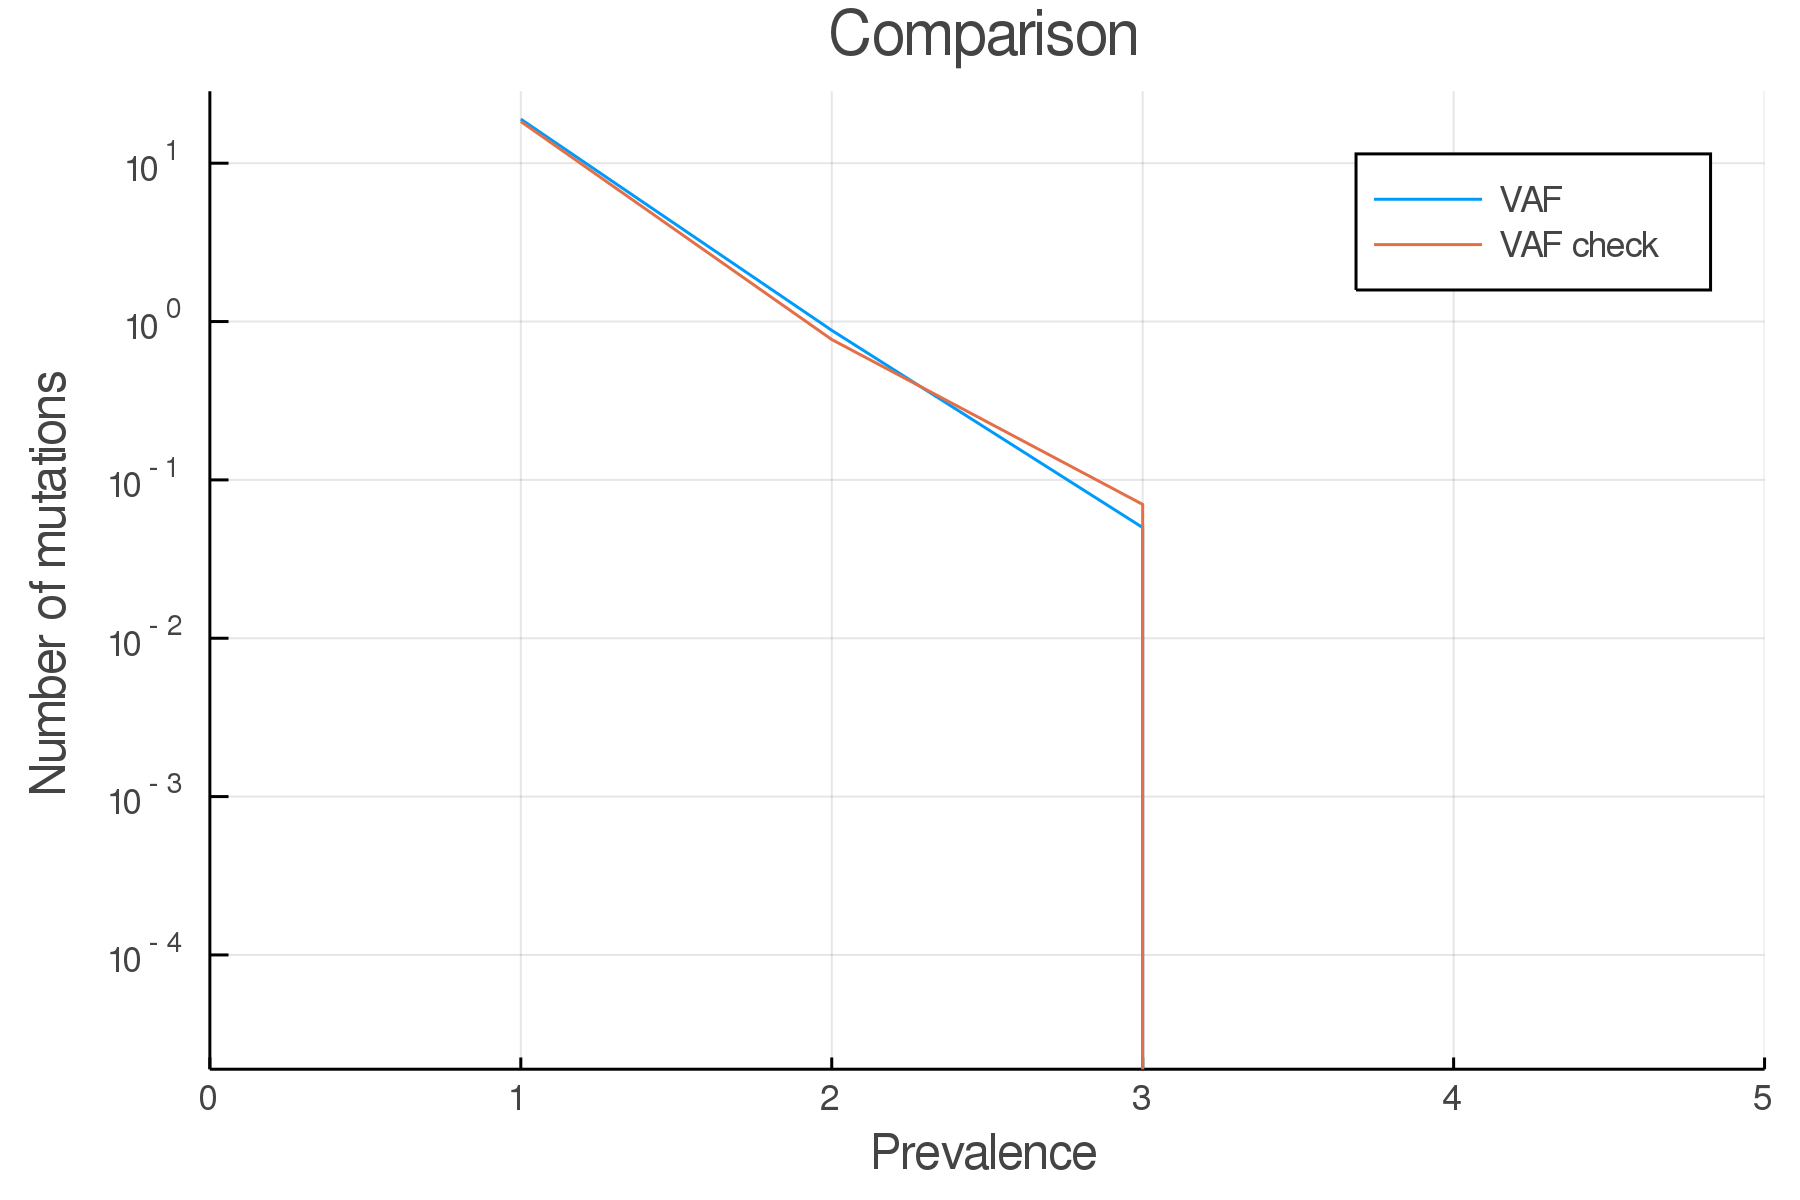 Comparison
Number of mutations
10 1
10 0
10 - 1
10 - 2
10 - 3
10 - 4
VAF
VAF check
0 1 2 3 4 5
Prevalence